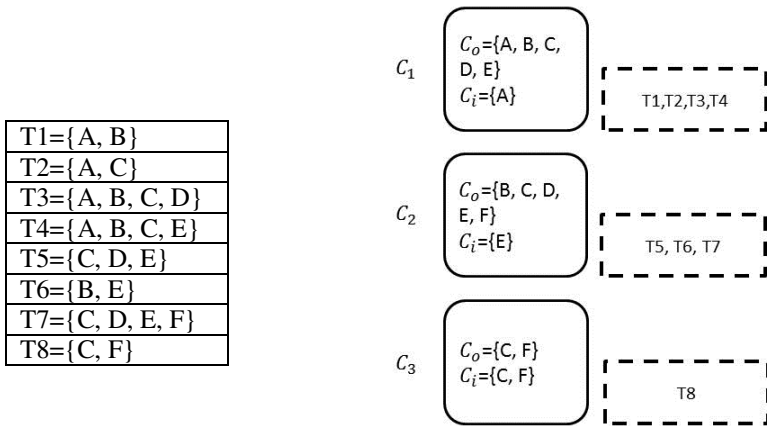 T1={A, B}
T2={A, C}
T3={A, B, C, D}
T4={A, B, C, E}
T5={C, D, E}
T6={B, E}
T7={C, D, E, F}
T8={C, F}
C₁
Cₒ={A, B, C,
D, E}
Cᵢ={A}
T1,T2,T3,T4
C₂
Cₒ={B, C, D,
E, F}
Cᵢ={E}
T5, T6, T7
C₃
Cₒ={C, F}
Cᵢ={C, F}
T8